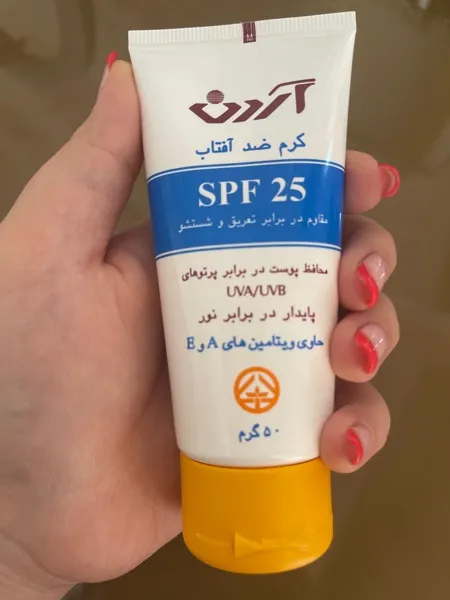 آردن
کرم ضد آفتاب
SPF 25
مقاوم در برابر تعریق و شستشو
محافظ پوست در برابر پرتوهای
UVA/UVB
پایدار در برابر نور
حاوی ویتامین های A و E
۵۰ گرم